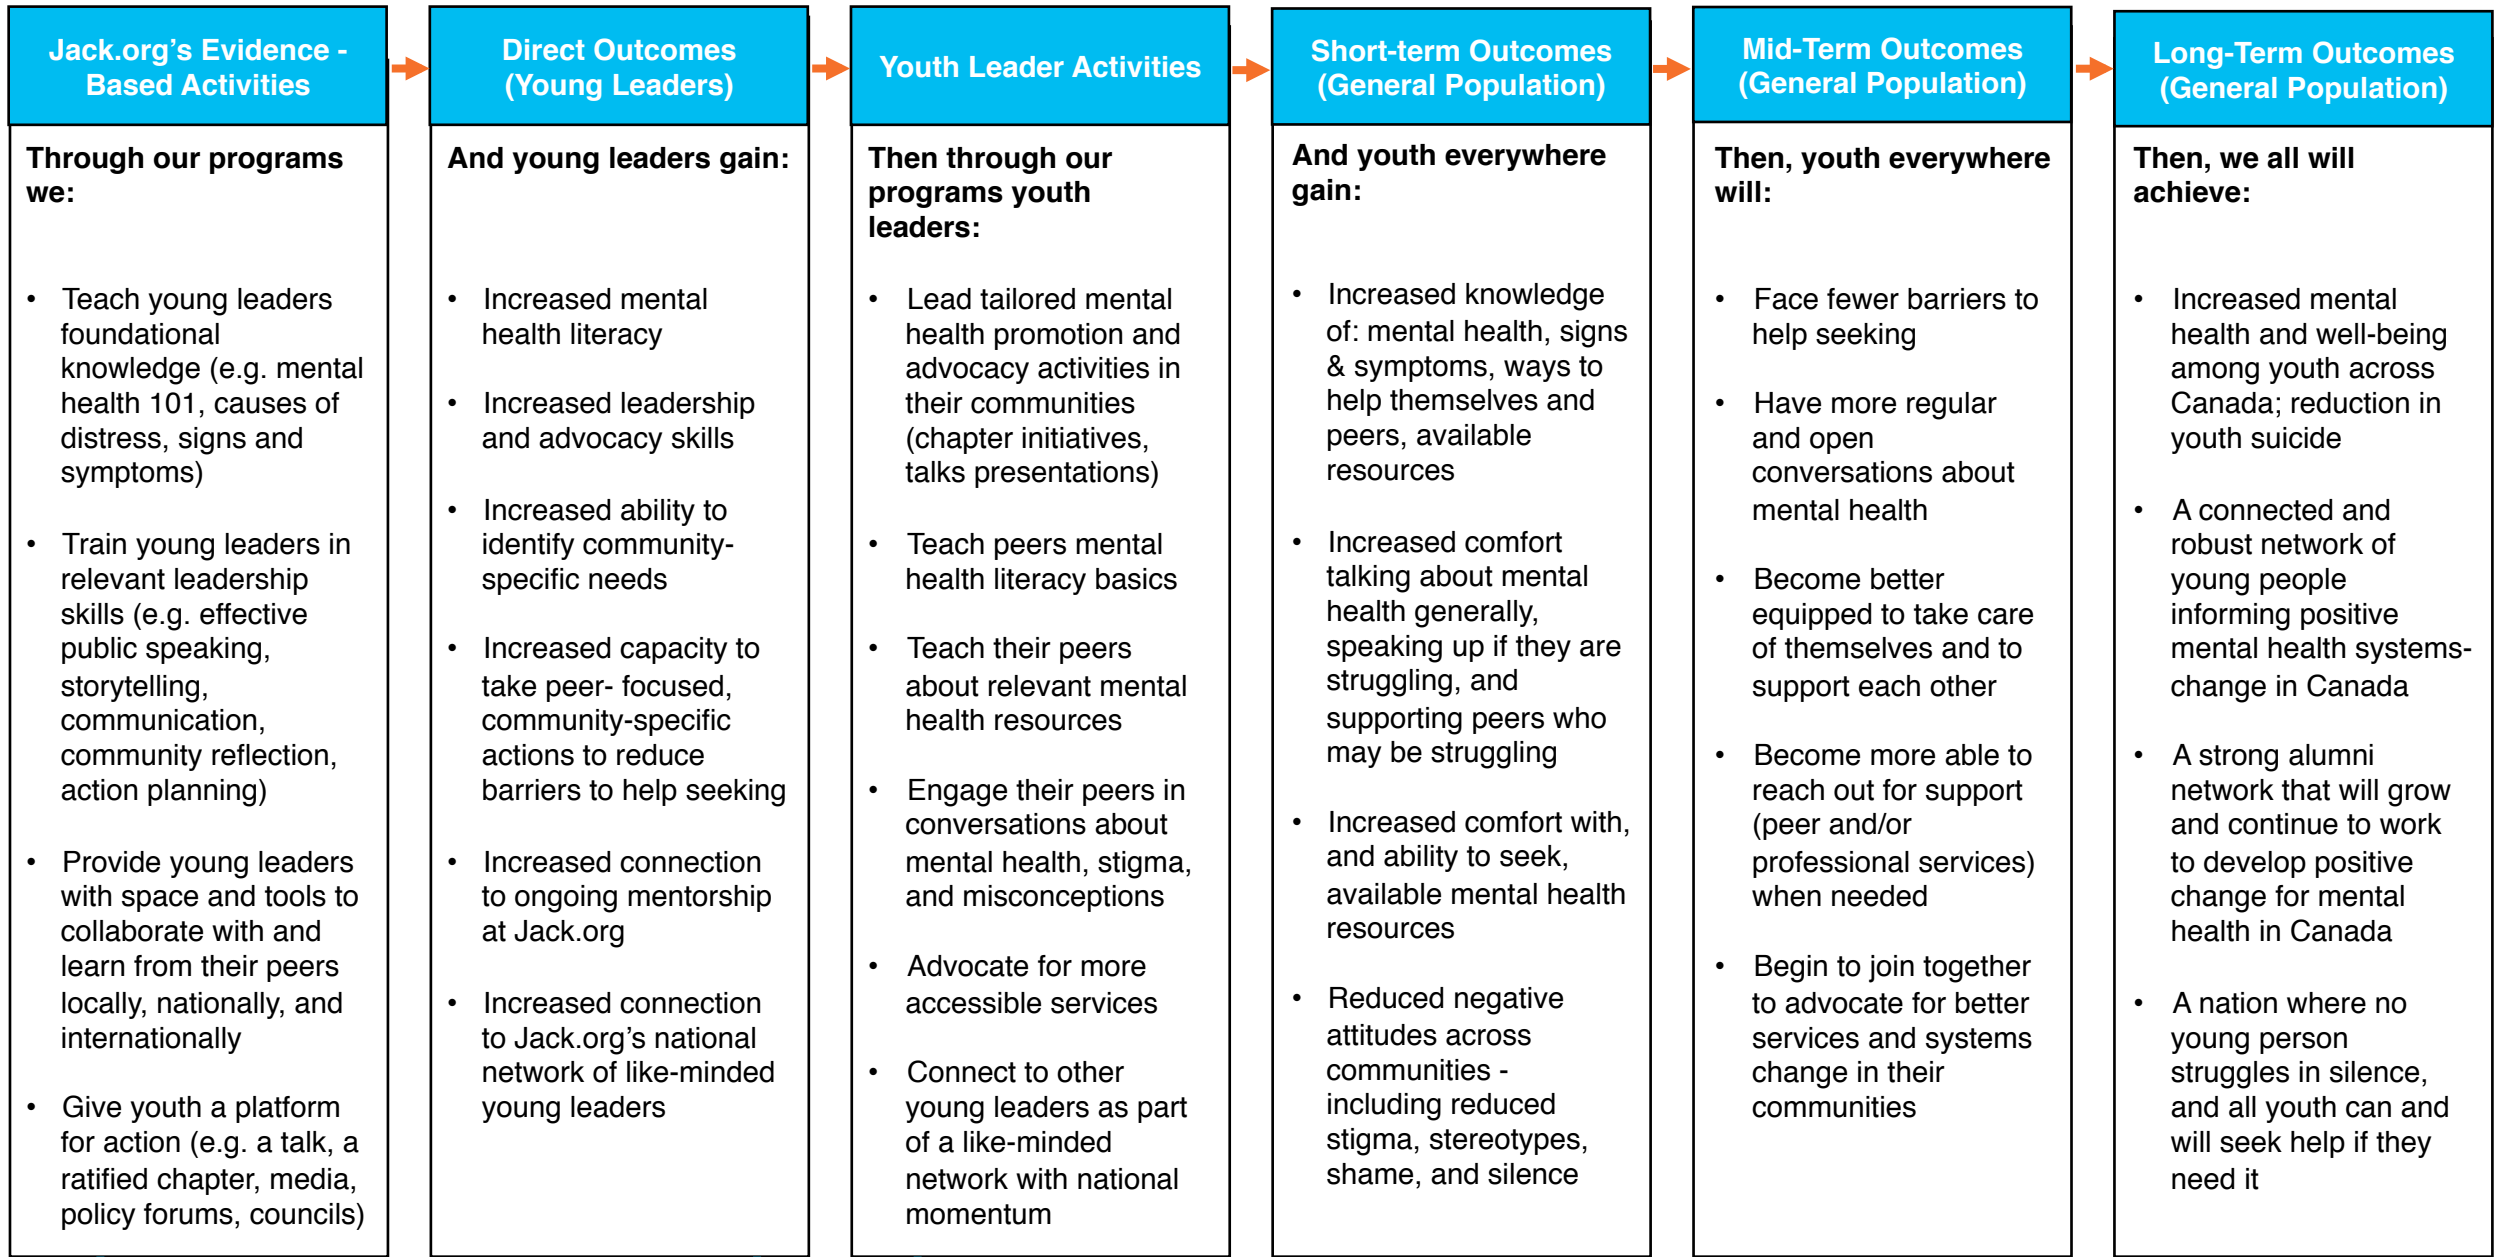 Jack.org’s Evidence -
Based Activities
Through our programs
we:
• Teach young leaders
foundational
knowledge (e.g. mental
health 101, causes of
distress, signs and
symptoms)
• Train young leaders in
relevant leadership
skills (e.g. effective
public speaking,
storytelling,
communication,
community reflection,
action planning)
• Provide young leaders
with space and tools to
collaborate with and
learn from their peers
locally, nationally, and
internationally
• Give youth a platform
for action (e.g. a talk, a
ratified chapter, media,
policy forums, councils)
Direct Outcomes
(Young Leaders)
And young leaders gain:
• Increased mental
health literacy
• Increased leadership
and advocacy skills
• Increased ability to
identify community-
specific needs
• Increased capacity to
take peer- focused,
community-specific
actions to reduce
barriers to help seeking
• Increased connection
to ongoing mentorship
at Jack.org
• Increased connection
to Jack.org’s national
network of like-minded
young leaders
Youth Leader Activities
Then through our
programs youth
leaders:
• Lead tailored mental
health promotion and
advocacy activities in
their communities
(chapter initiatives,
talks presentations)
• Teach peers mental
health literacy basics
• Teach their peers
about relevant mental
health resources
• Engage their peers in
conversations about
mental health, stigma,
and misconceptions
• Advocate for more
accessible services
• Connect to other
young leaders as part
of a like-minded
network with national
momentum
Short-term Outcomes
(General Population)
And youth everywhere
gain:
• Increased knowledge
of: mental health, signs
& symptoms, ways to
help themselves and
peers, available
resources
• Increased comfort
talking about mental
health generally,
speaking up if they are
struggling, and
supporting peers who
may be struggling
• Increased comfort with,
and ability to seek,
available mental health
resources
• Reduced negative
attitudes across
communities -
including reduced
stigma, stereotypes,
shame, and silence
Mid-Term Outcomes
(General Population)
Then, youth everywhere
will:
• Face fewer barriers to
help seeking
• Have more regular
and open
conversations about
mental health
• Become better
equipped to take care
of themselves and to
support each other
• Become more able to
reach out for support
(peer and/or
professional services)
when needed
• Begin to join together
to advocate for better
services and systems
change in their
communities
Long-Term Outcomes
(General Population)
Then, we all will
achieve:
• Increased mental
health and well-being
among youth across
Canada; reduction in
youth suicide
• A connected and
robust network of
young people
informing positive
mental health systems-
change in Canada
• A strong alumni
network that will grow
and continue to work
to develop positive
change for mental
health in Canada
• A nation where no
young person
struggles in silence,
and all youth can and
will seek help if they
need it